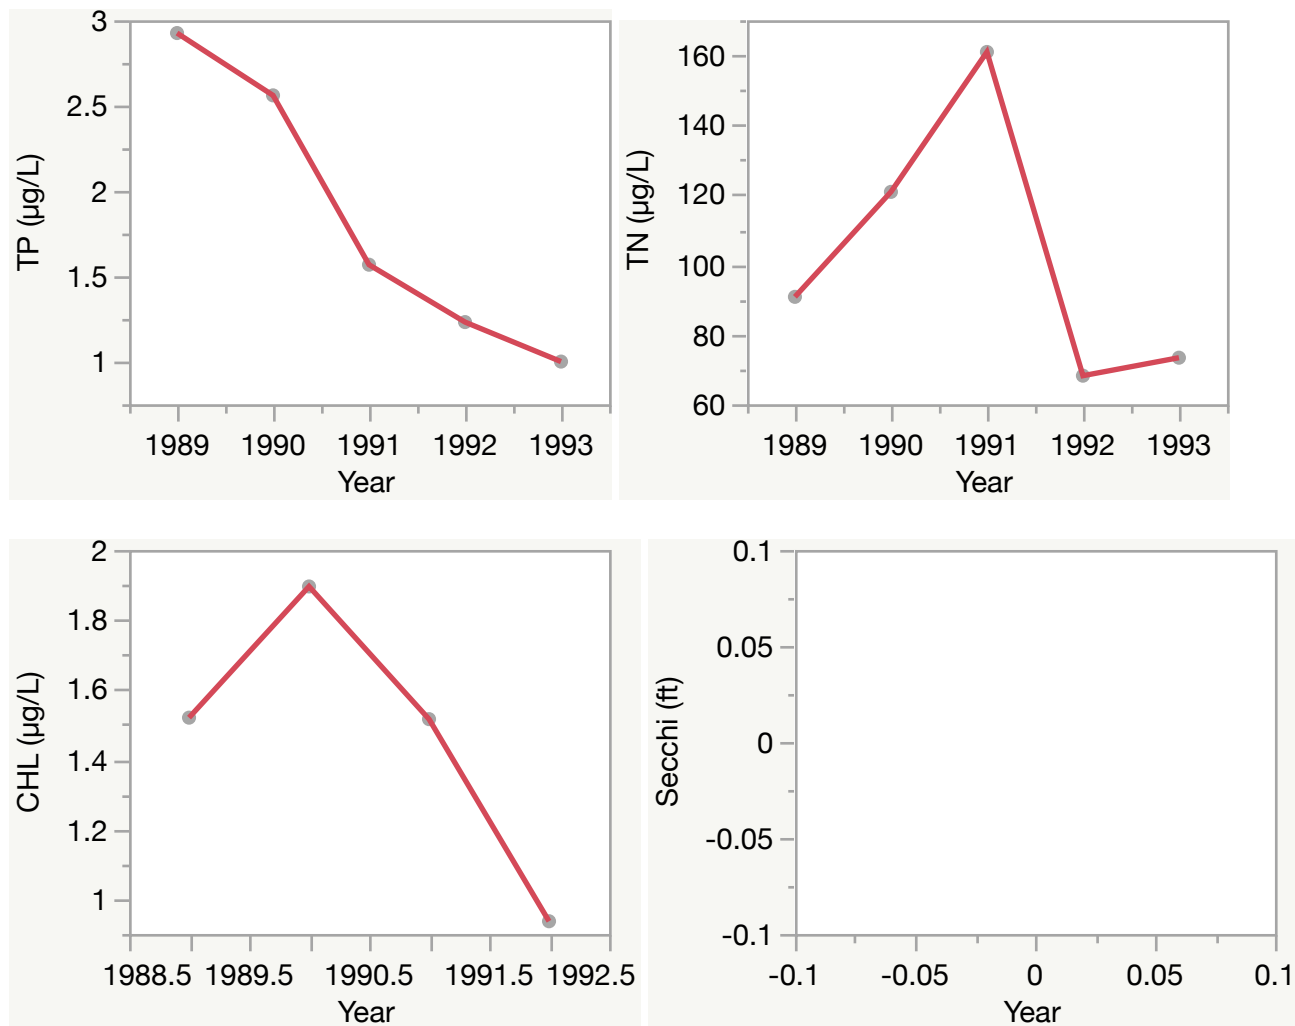 3
2.5
2
1.5
1
TP (µg/L)
1989 1990 1991 1992 1993
Year
160
140
120
100
80
60
TN (µg/L)
1989 1990 1991 1992 1993
Year
2
1.8
1.6
1.4
1.2
1
CHL (µg/L)
1988.5 1989.5 1990.5 1991.5 1992.5
Year
0.1
0.05
0
-0.05
-0.1
Secchi (ft)
-0.1 -0.05 0 0.05 0.1
Year